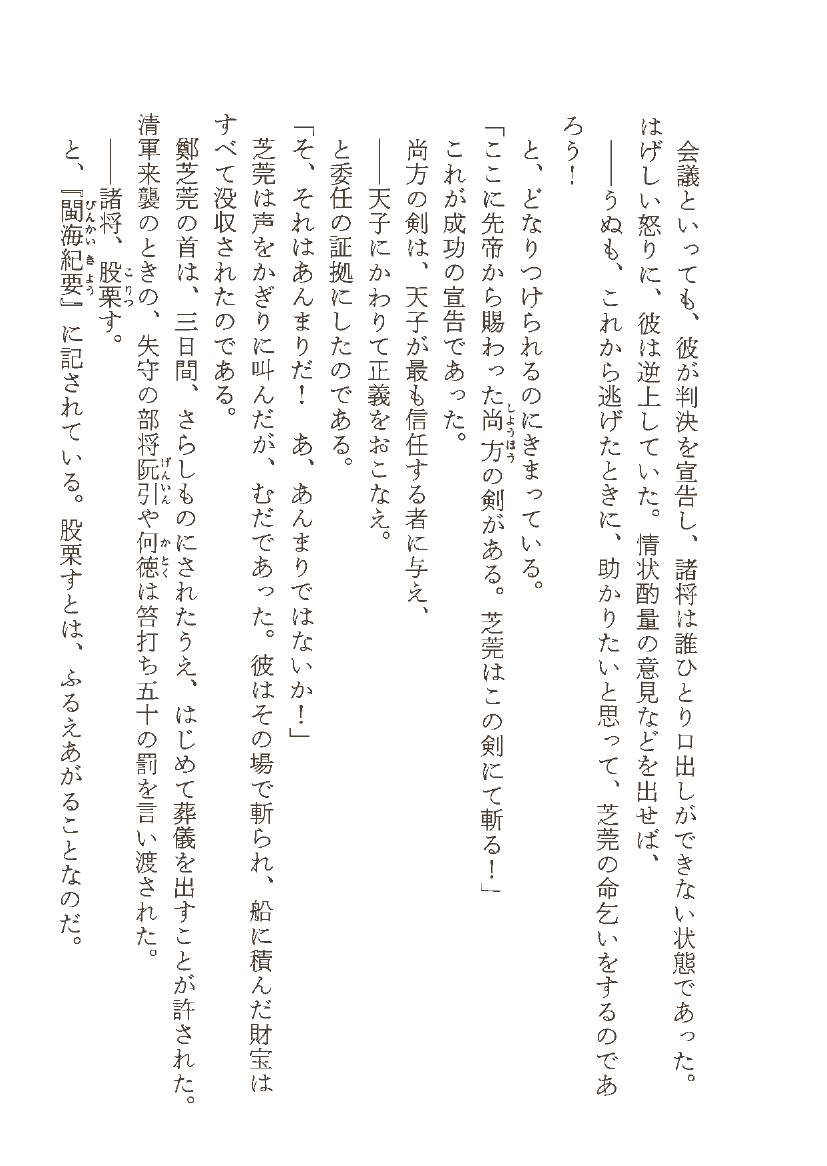 会議といっても、彼が判決を宣告し、諸将は誰ひとり口出しができない状態であった。
はげしい怒りに、彼は逆上していた。情状酌量の意見などを出せば、
――うぬも、これから逃げたときに、助かりたいと思って、芝莞の命乞いをするのであ
ろう！
と、どなりつけられるのにきまっている。
「ここに先帝から賜わった尚方の剣がある。芝莞はこの剣にて斬る！」
これが成功の宣告であった。
尚方の剣は、天子が最も信任する者に与え、
――天子にかわりて正義をおこなえ。
と委任の証拠にしたのである。
「そ、それはあんまりだ！　あ、あんまりではないか！」
芝莞は声をかぎりに叫んだが、むだであった。彼はその場で斬られ、船に積んだ財宝は
すべて没収されたのである。
鄭芝莞の首は、三日間、さらしものにされたうえ、はじめて葬儀を出すことが許された。
清軍来襲のときの、失守の部将阮引や何徳は笞打ち五十の罰を言い渡された。
――諸将、股栗す。
と、『閩海紀要』に記されている。股栗すとは、ふるえあがることなのだ。